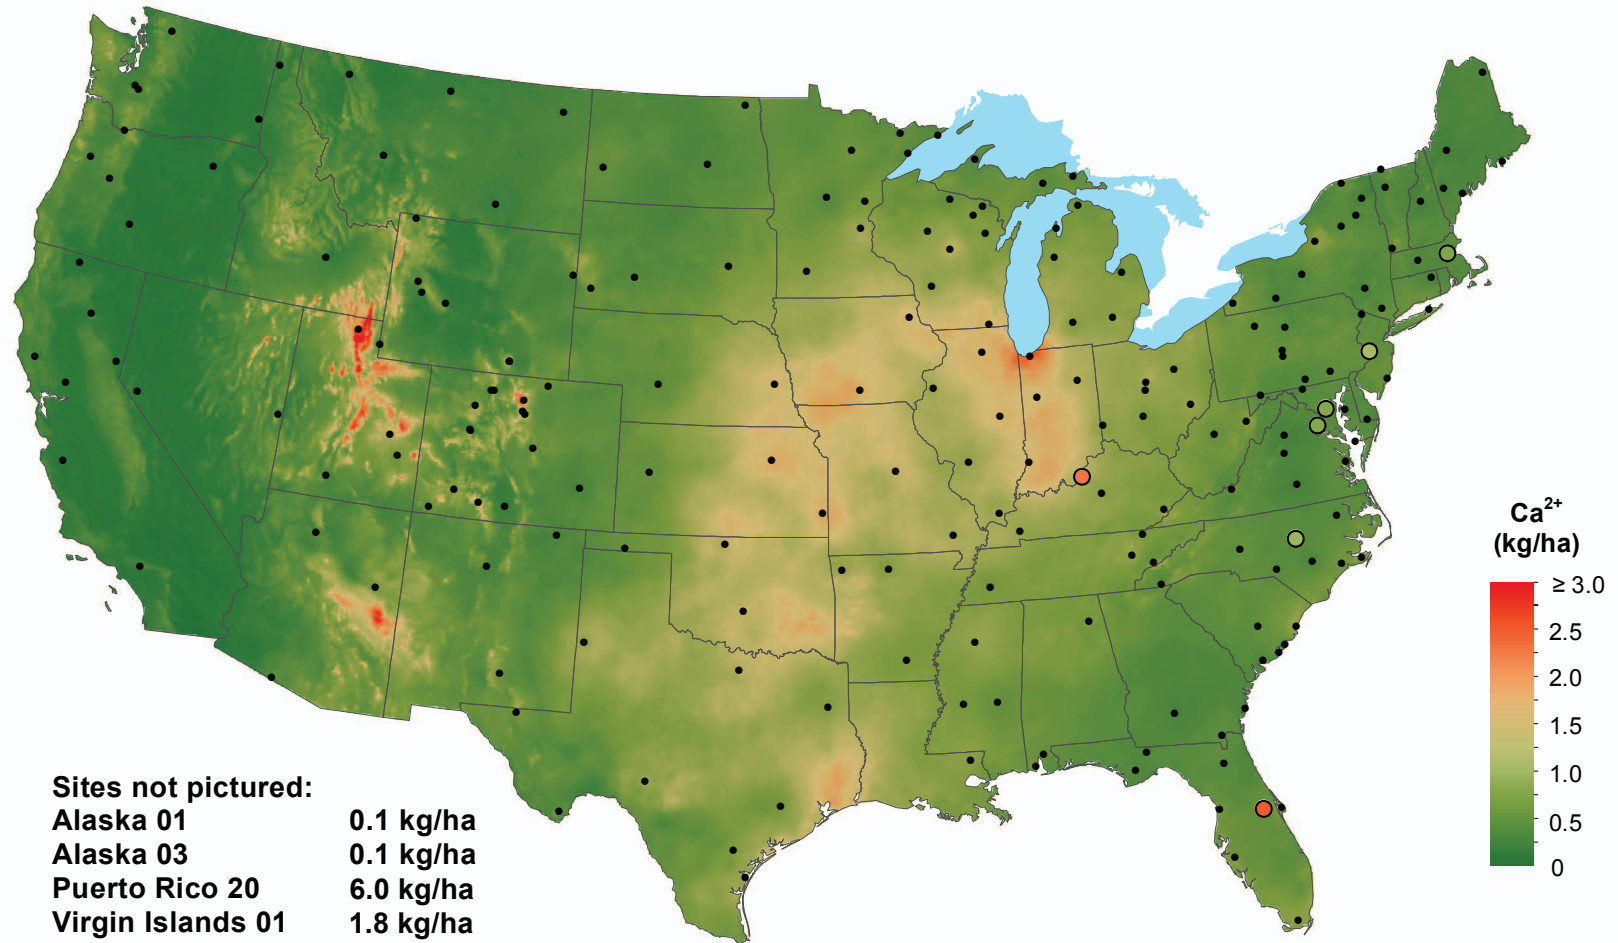 Ca²⁺
(kg/ha)
≥ 3.0
2.5
2.0
1.5
1.0
0.5
0
Sites not pictured:
Alaska 01 0.1 kg/ha
Alaska 03 0.1 kg/ha
Puerto Rico 20 6.0 kg/ha
Virgin Islands 01 1.8 kg/ha